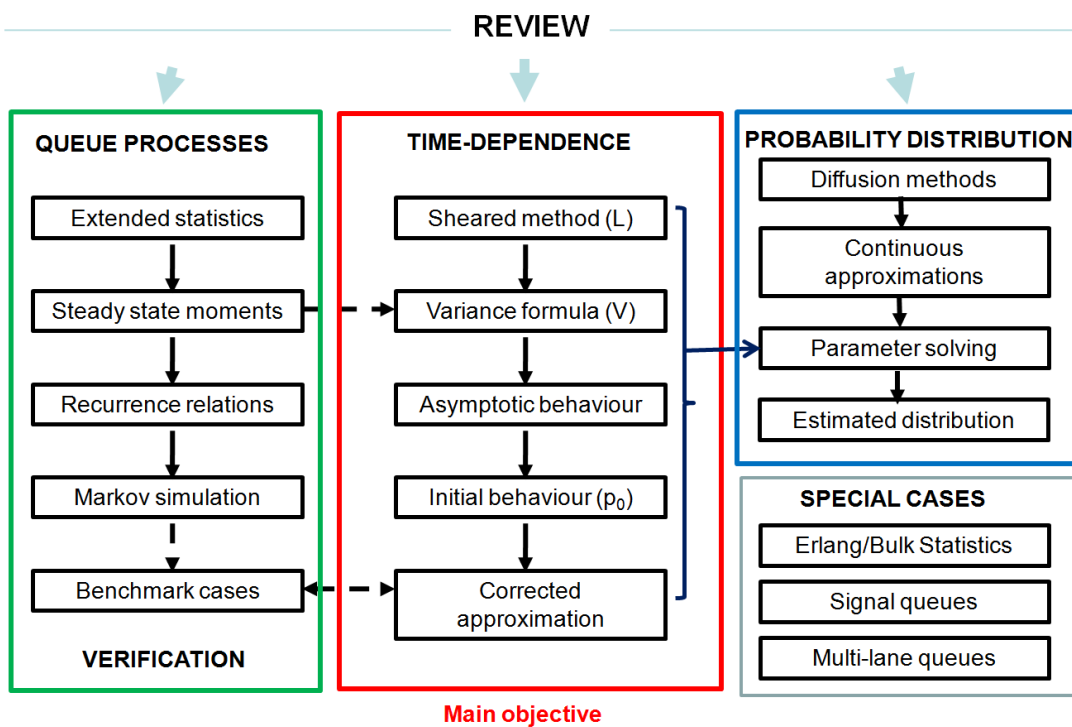 REVIEW
QUEUE PROCESSES
Extended statistics
Steady state moments
Recurrence relations
Markov simulation
Benchmark cases
VERIFICATION
TIME-DEPENDENCE
Sheared method (L)
Variance formula (V)
Asymptotic behaviour
Initial behaviour (p₀)
Corrected
approximation
Main objective
PROBABILITY DISTRIBUTION
Diffusion methods
Continuous
approximations
Parameter solving
Estimated distribution
SPECIAL CASES
Erlang/Bulk Statistics
Signal queues
Multi-lane queues